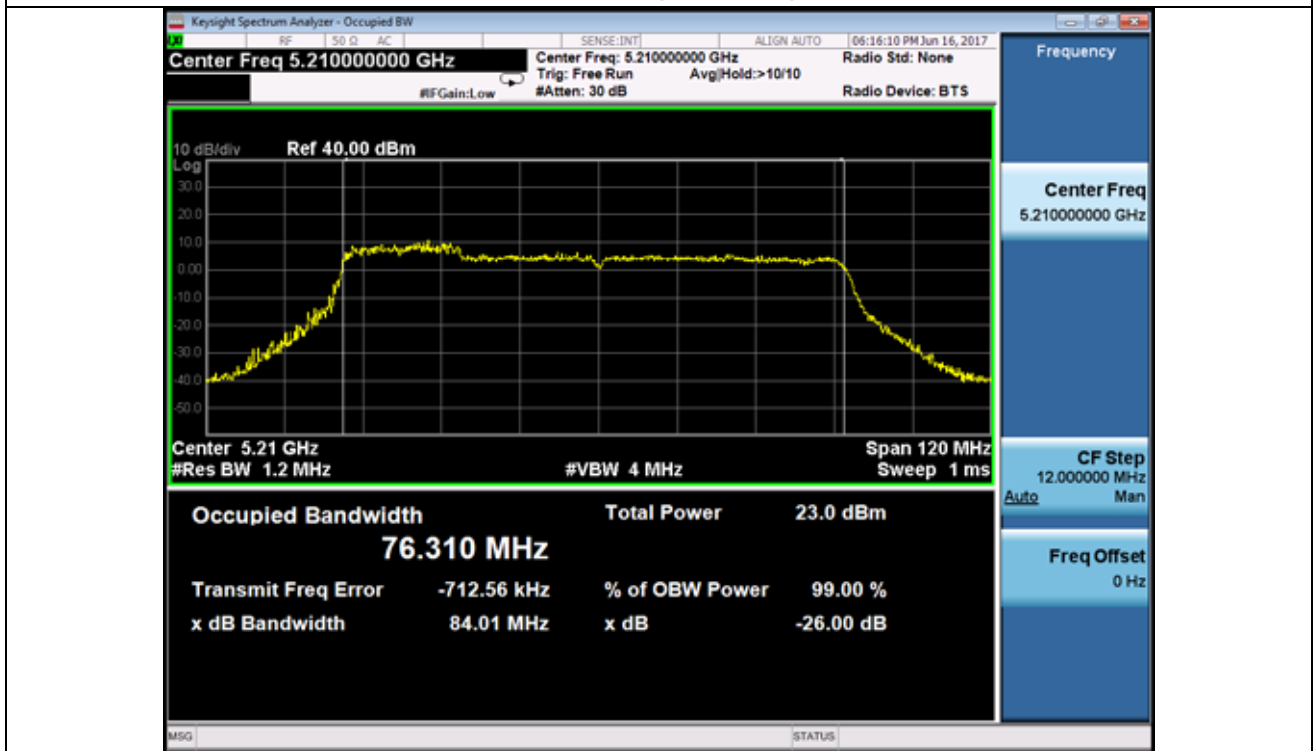 Keysight Spectrum Analyzer - Occupied BW
RF 50 Ω AC SENSE:INT ALIGN AUTO 06:16:10 PM Jun 16, 2017
Center Freq 5.210000000 GHz Center Freq: 5.210000000 GHz Radio Std: None
Trig: Free Run Avg|Hold:>10/10
#IFGain:Low #Atten: 30 dB Radio Device: BTS
10 dB/div Ref 40.00 dBm
Log
30.0
20.0
10.0
0.00
-10.0
-20.0
-30.0
-40.0
-50.0
Center 5.21 GHz Span 120 MHz
#Res BW 1.2 MHz #VBW 4 MHz Sweep 1 ms
Occupied Bandwidth Total Power 23.0 dBm
76.310 MHz
Transmit Freq Error -712.56 kHz % of OBW Power 99.00 %
x dB Bandwidth 84.01 MHz x dB -26.00 dB
MSG STATUS
Frequency
Center Freq
5.210000000 GHz
CF Step
12.000000 MHz
Auto Man
Freq Offset
0 Hz